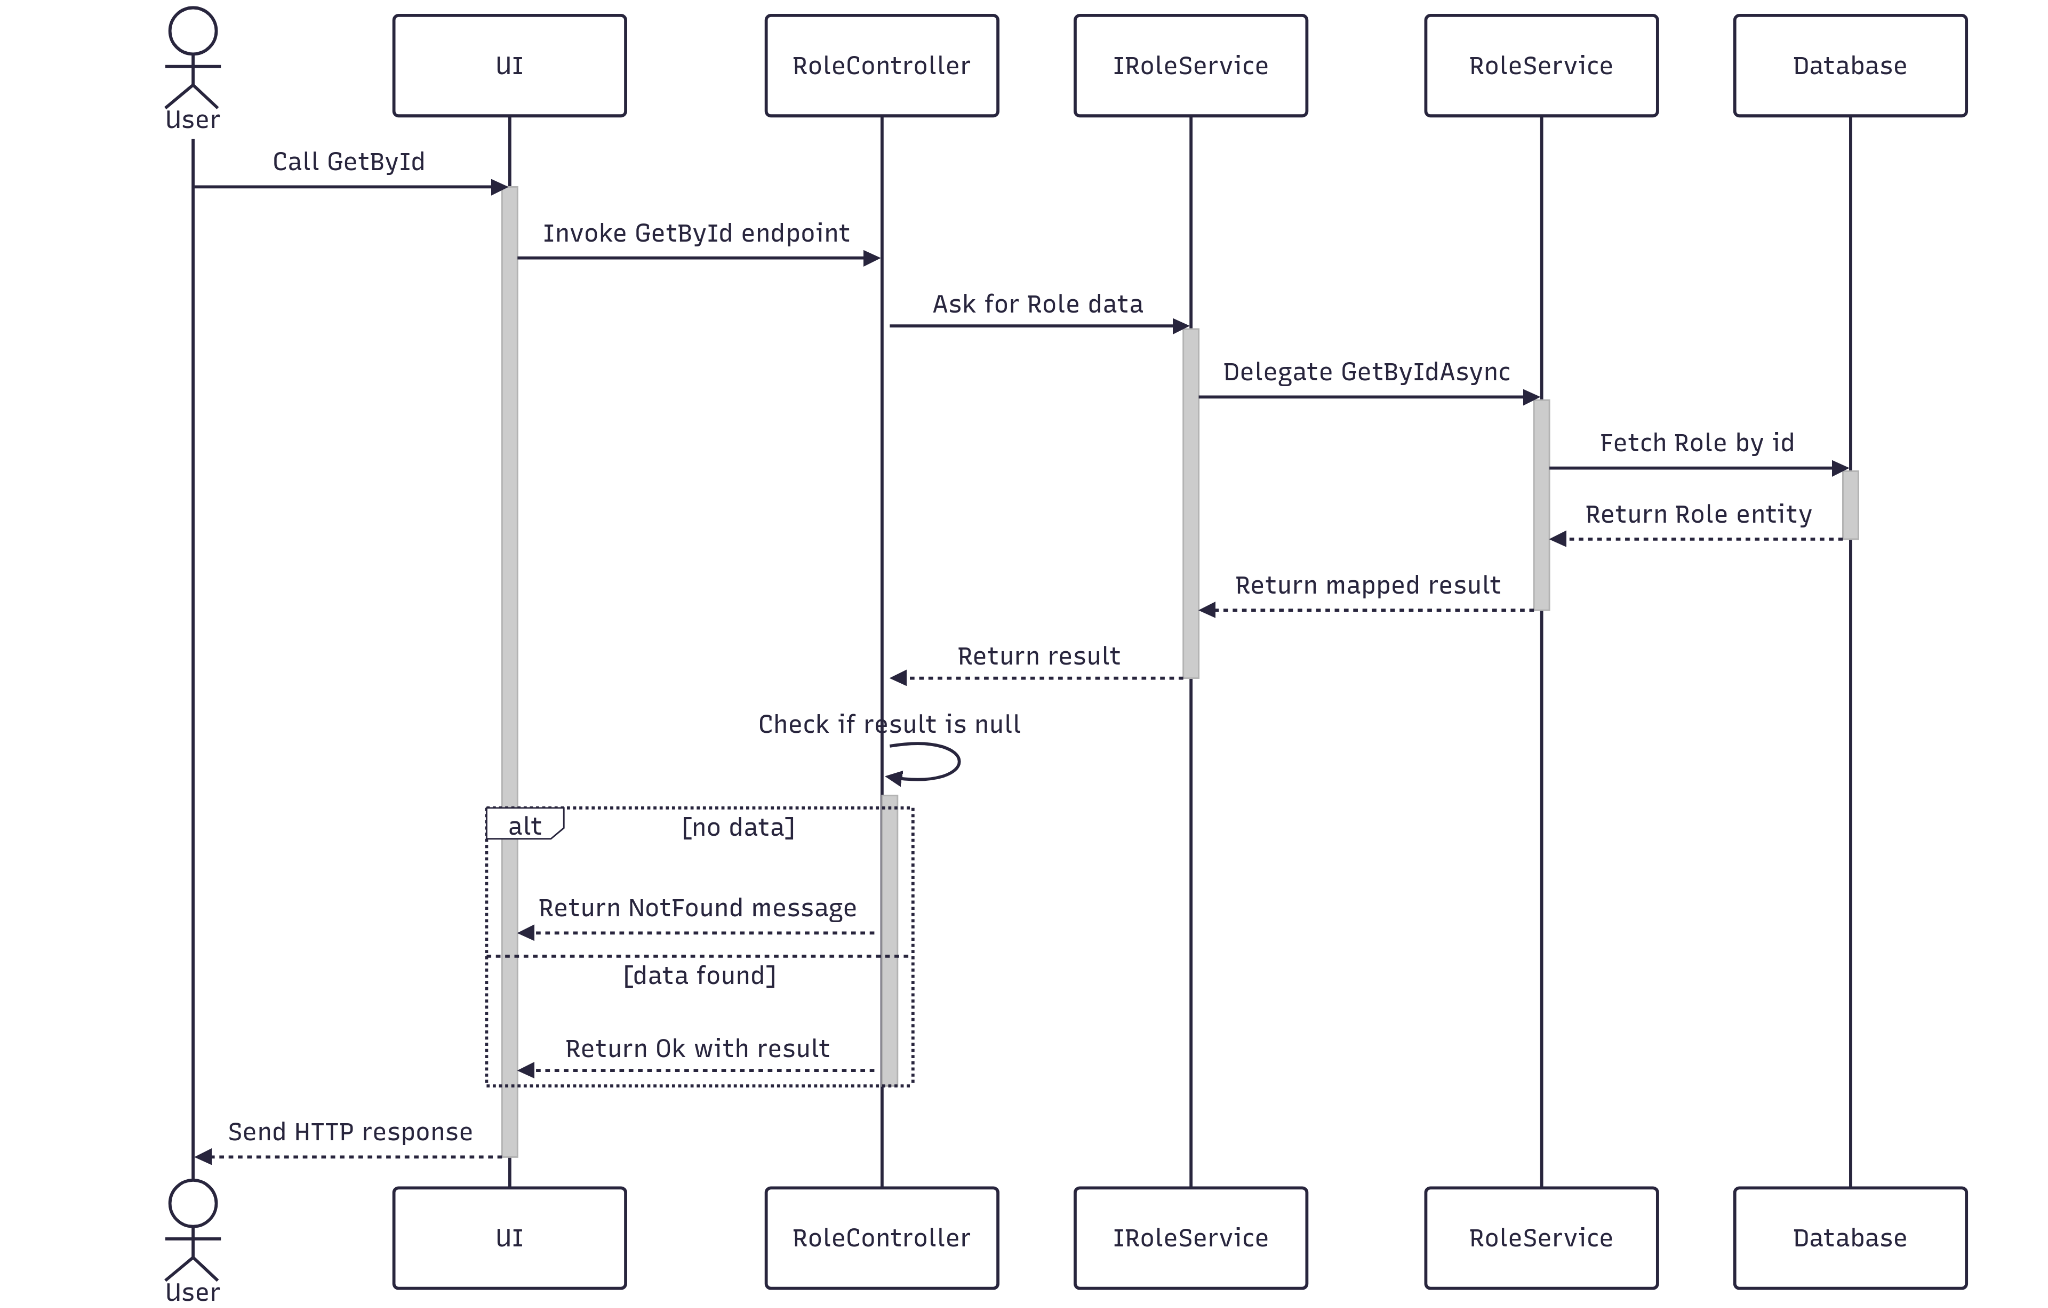 UI
RoleController
IRoleService
RoleService
Database
User
Call GetById
Invoke GetById endpoint
Ask for Role data
Delegate GetByIdAsync
Fetch Role by id
Return Role entity
Return mapped result
Return result
Check if result is null
alt
[no data]
Return NotFound message
[data found]
Return Ok with result
Send HTTP response
UI
RoleController
IRoleService
RoleService
Database
User